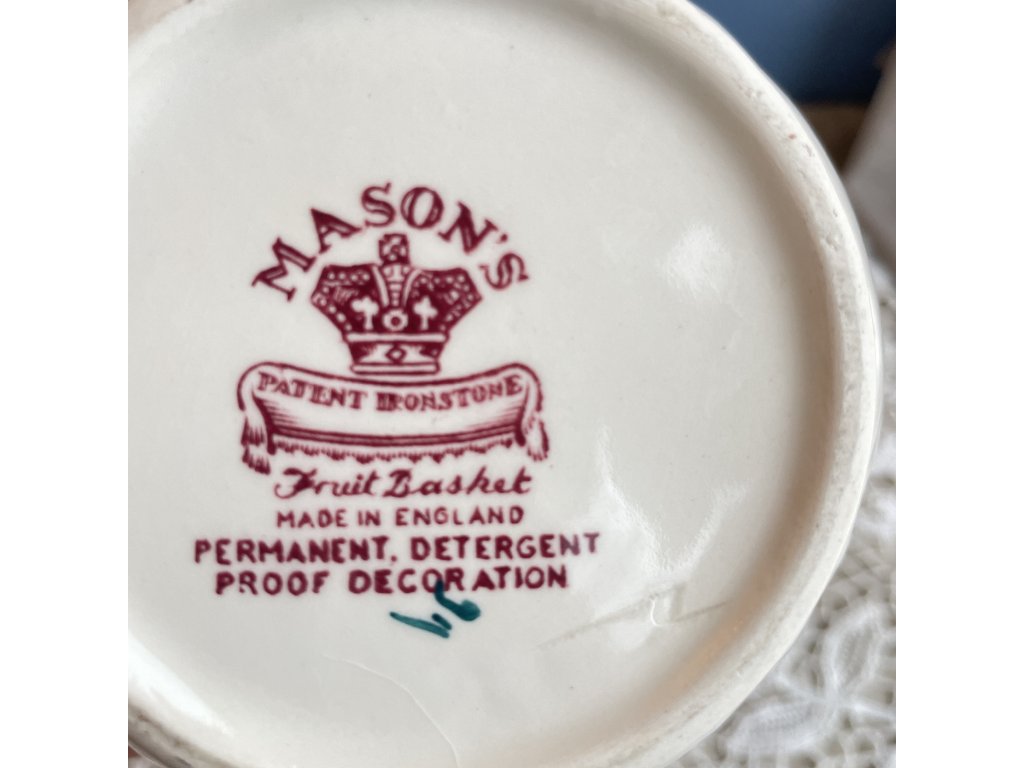 MASON'S
PATENT IRONSTONE
Fruit Basket
MADE IN ENGLAND
PERMANENT. DETERGENT
PROOF DECORATION